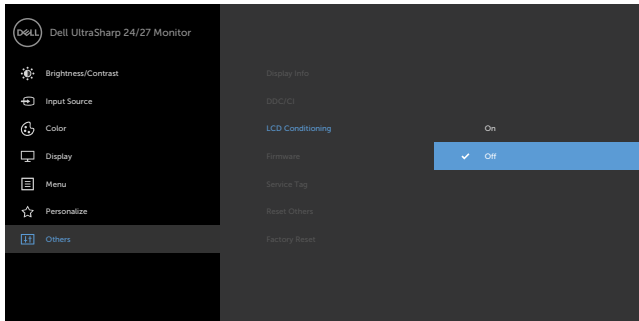 DELL
Dell UltraSharp 24/27 Monitor
Brightness/Contrast
Input Source
Color
Display
Menu
Personalize
Others
Display Info
DDC/CI
LCD Conditioning
Firmware
Service Tag
Reset Others
Factory Reset
On
Off